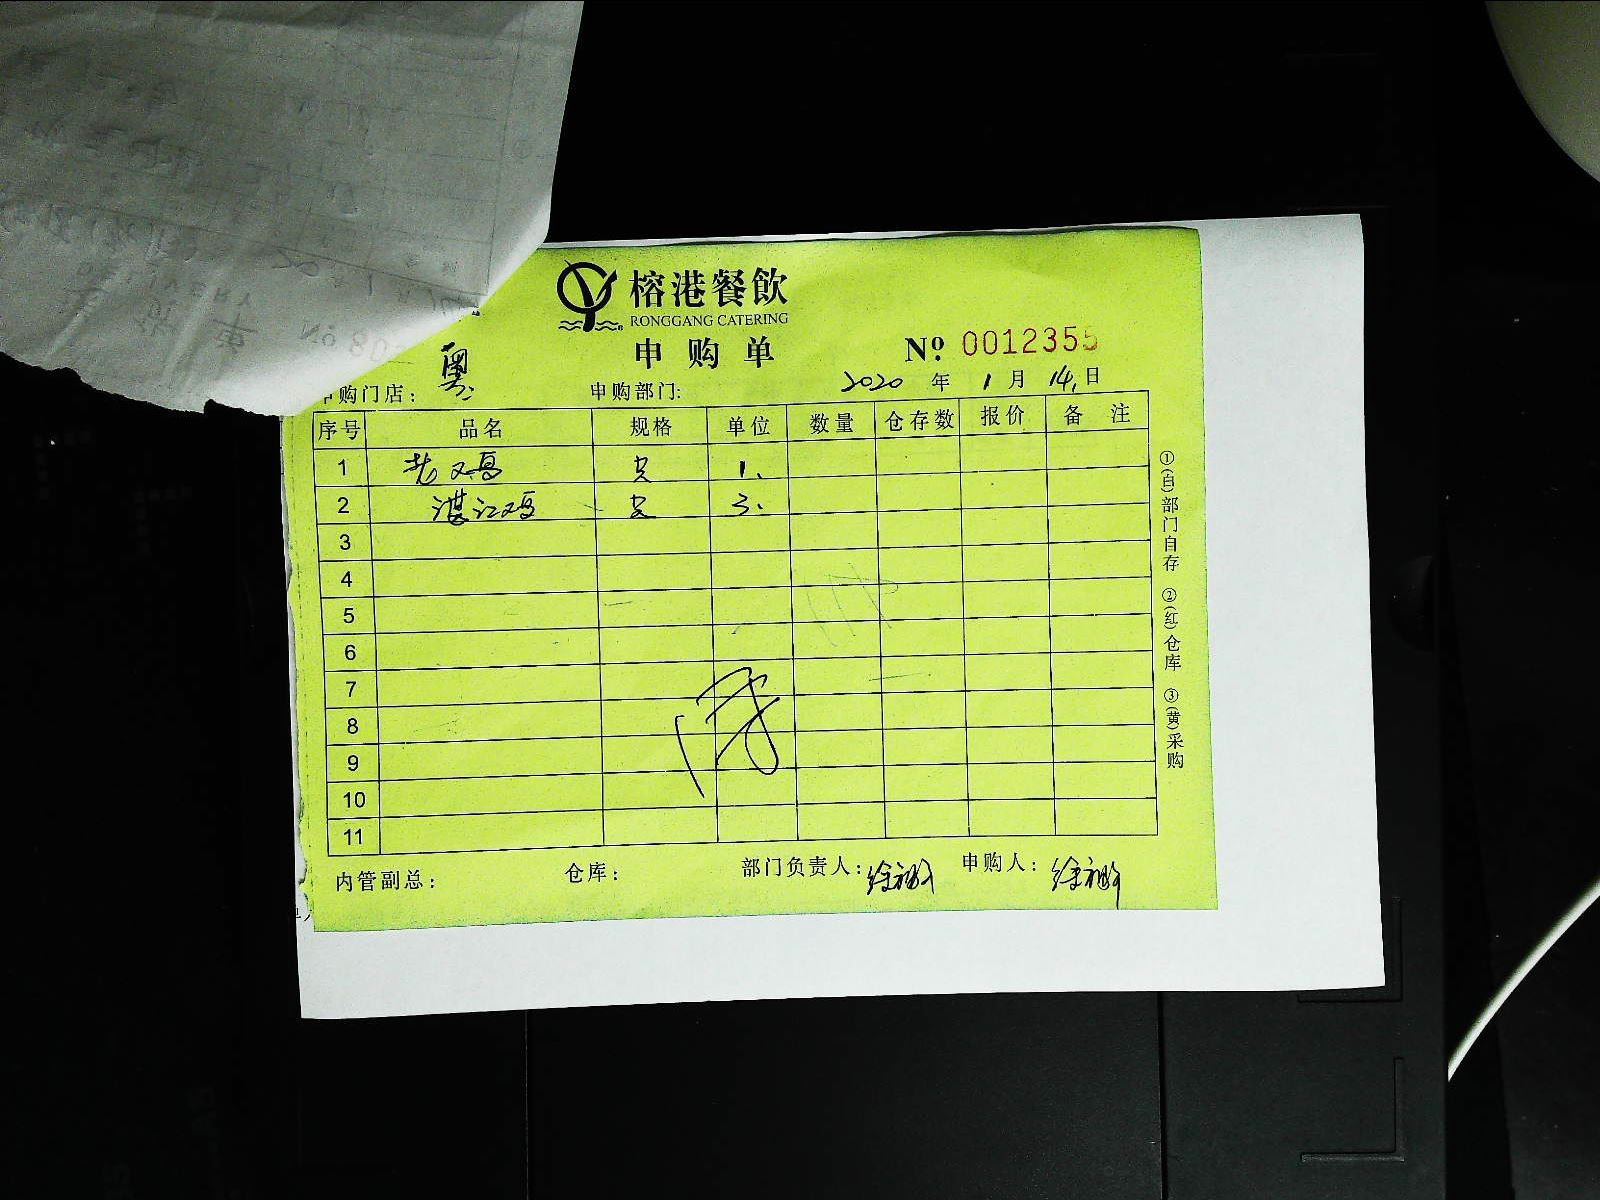 榕港餐飲
RONGGANG CATERING
申购单
Nº: 0012355
申购门店: 粤 申购部门: 2020 年 1 月 14 日
序号 品名 规格 单位 数量 仓存数 报价 备 注
1 老鸡 只 1.
2 湛江鸡 只 3.
3
4
5
6
7
8
9
10
11
①(白)部门自存 ②(红)仓库 ③(黄)采购
内管副总: 仓库: 部门负责人: 申购人: